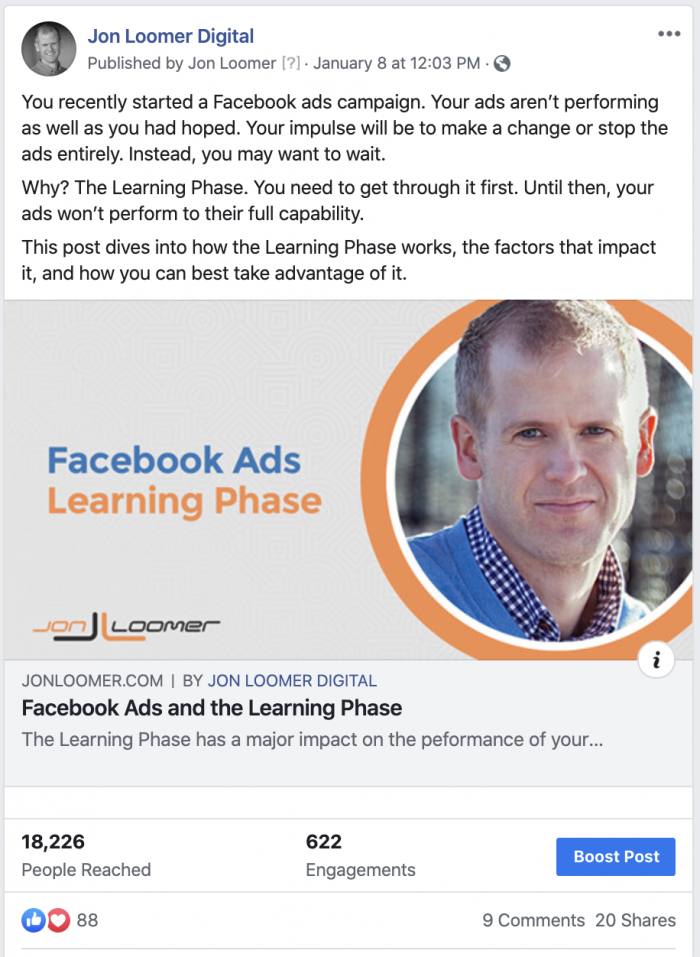 Jon Loomer Digital
Published by Jon Loomer [?] · January 8 at 12:03 PM ·
You recently started a Facebook ads campaign. Your ads aren’t performing
as well as you had hoped. Your impulse will be to make a change or stop the
ads entirely. Instead, you may want to wait.
Why? The Learning Phase. You need to get through it first. Until then, your
ads won’t perform to their full capability.
This post dives into how the Learning Phase works, the factors that impact
it, and how you can best take advantage of it.
Facebook Ads
Learning Phase
JON LOOMER
i
JONLOOMER.COM | BY JON LOOMER DIGITAL
Facebook Ads and the Learning Phase
The Learning Phase has a major impact on the peformance of your...
18,226 622
People Reached Engagements Boost Post
88 9 Comments 20 Shares